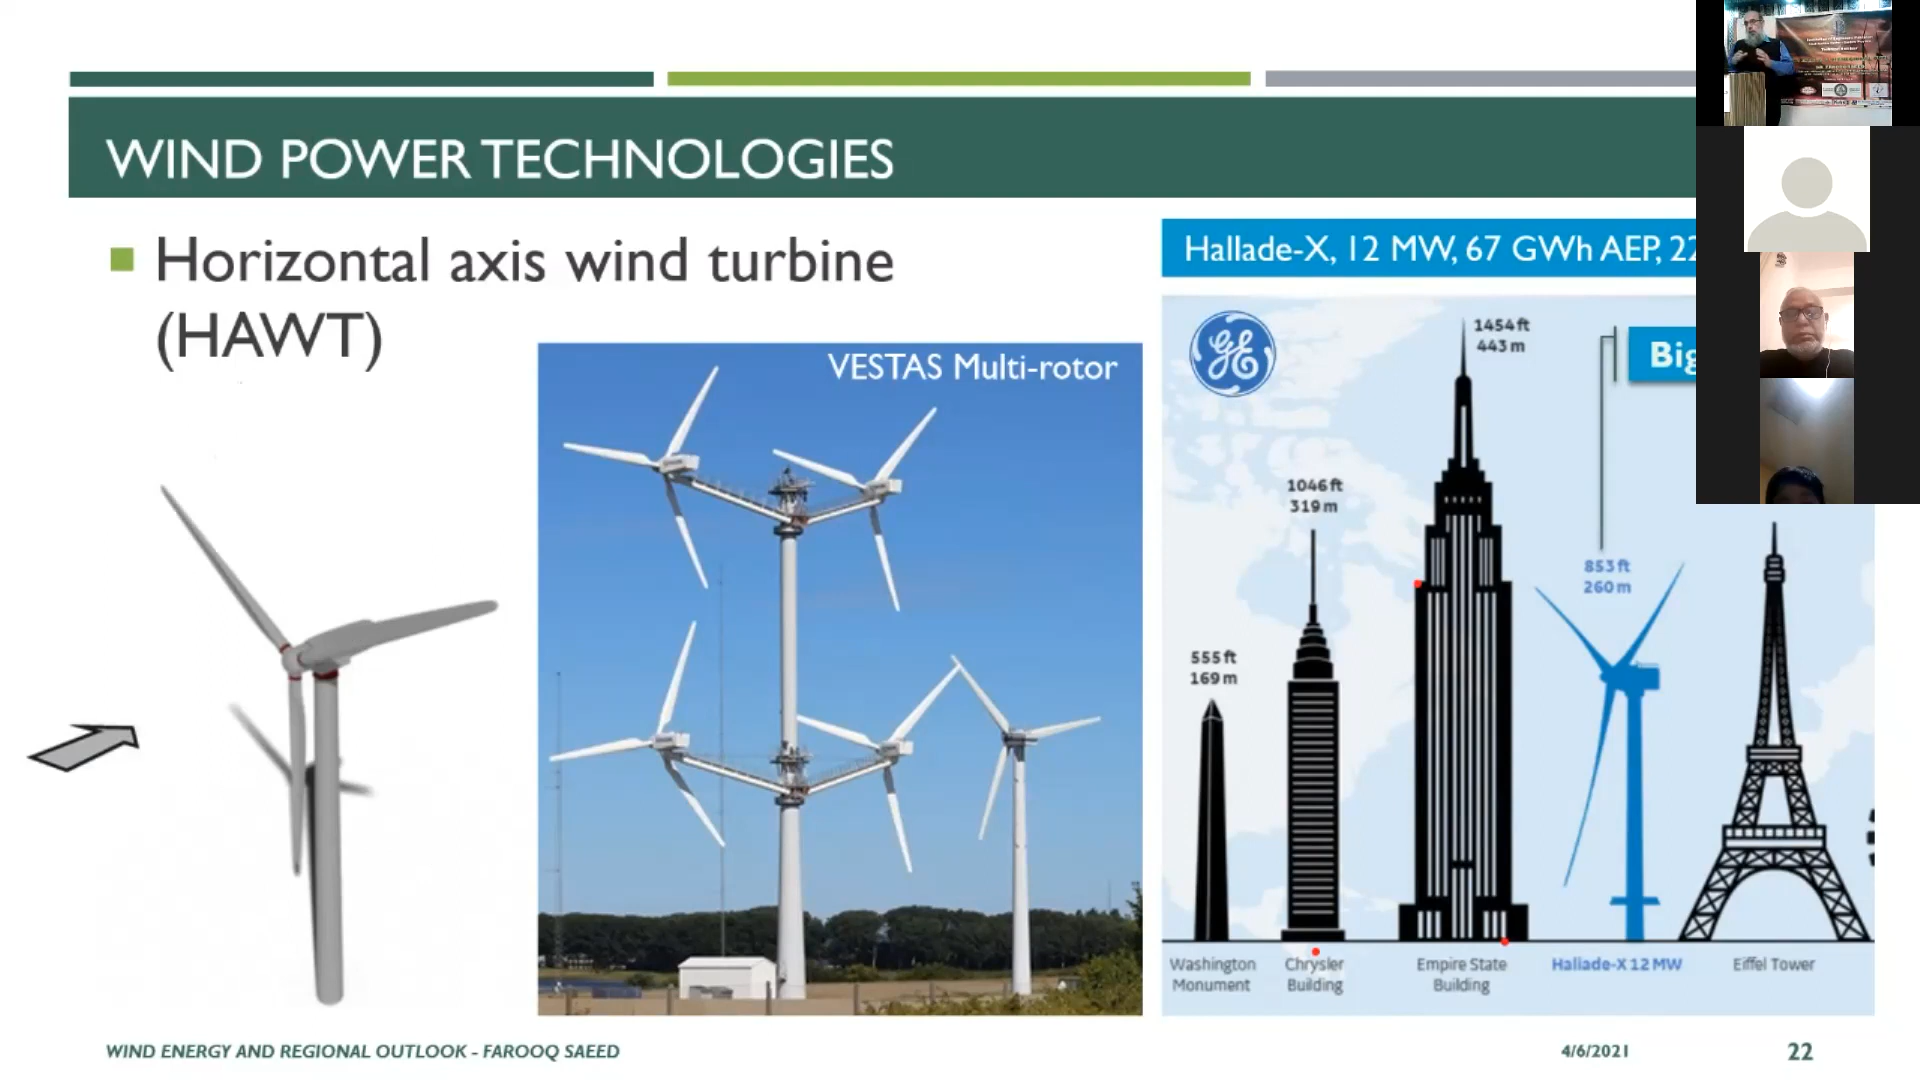 WIND POWER TECHNOLOGIES
Horizontal axis wind turbine
(HAWT)
VESTAS Multi-rotor
Hallade-X, 12 MW, 67 GWh AEP, 22
GE
1454 ft
443 m
Big
1046 ft
319 m
853 ft
260 m
555 ft
169 m
Washington
Monument
Chrysler
Building
Empire State
Building
Haliade-X 12 MW
Eiffel Tower
WIND ENERGY AND REGIONAL OUTLOOK - FAROOQ SAEED
4/6/2021
22